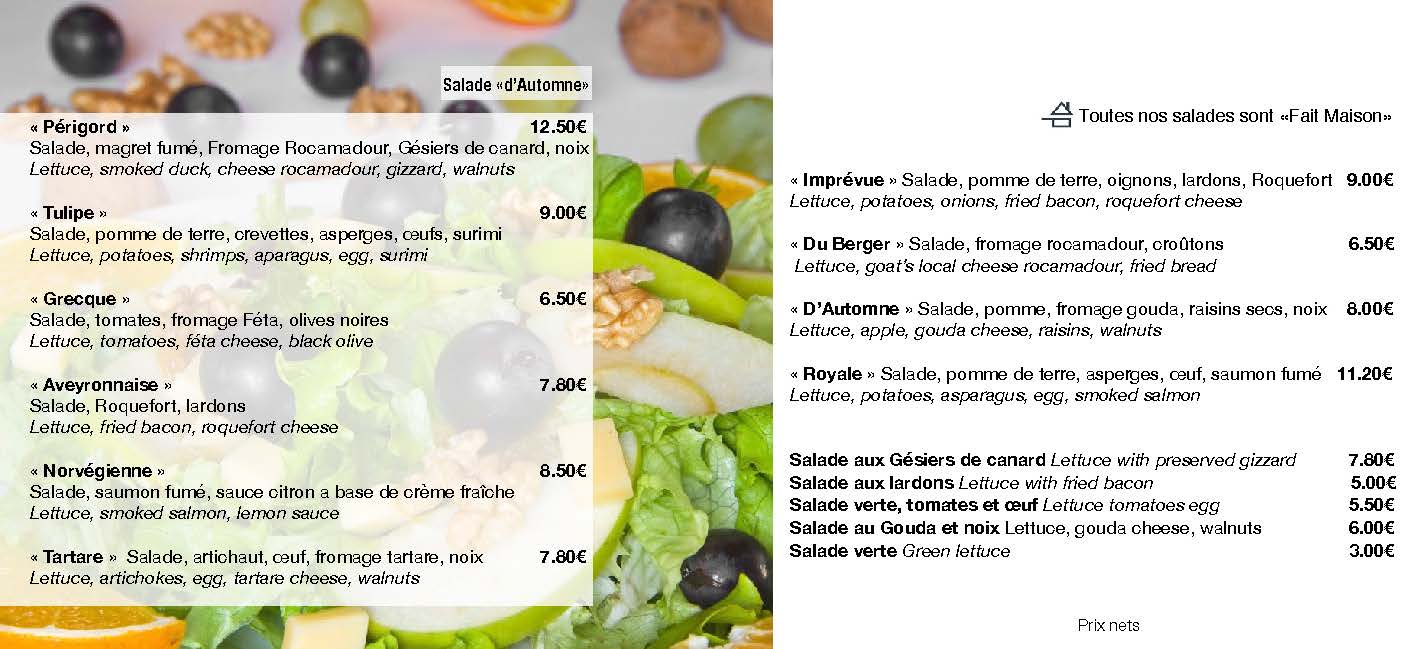 Salade «d'Automne»
« Périgord » 12.50€
Salade, magret fumé, Fromage Rocamadour, Gésiers de canard, noix
Lettuce, smoked duck, cheese rocamadour, gizzard, walnuts
« Tulipe » 9.00€
Salade, pomme de terre, crevettes, asperges, œufs, surimi
Lettuce, potatoes, shrimps, aparagus, egg, surimi
« Grecque » 6.50€
Salade, tomates, fromage Féta, olives noires
Lettuce, tomatoes, féta cheese, black olive
« Aveyronnaise » 7.80€
Salade, Roquefort, lardons
Lettuce, fried bacon, roquefort cheese
« Norvégienne » 8.50€
Salade, saumon fumé, sauce citron a base de crème fraîche
Lettuce, smoked salmon, lemon sauce
« Tartare » Salade, artichaut, œuf, fromage tartare, noix 7.80€
Lettuce, artichokes, egg, tartare cheese, walnuts
Toutes nos salades sont «Fait Maison»
« Imprévue » Salade, pomme de terre, oignons, lardons, Roquefort 9.00€
Lettuce, potatoes, onions, fried bacon, roquefort cheese
« Du Berger » Salade, fromage rocamadour, croûtons 6.50€
Lettuce, goat's local cheese rocamadour, fried bread
« D'Automne » Salade, pomme, fromage gouda, raisins secs, noix 8.00€
Lettuce, apple, gouda cheese, raisins, walnuts
« Royale » Salade, pomme de terre, asperges, œuf, saumon fumé 11.20€
Lettuce, potatoes, asparagus, egg, smoked salmon
Salade aux Gésiers de canard Lettuce with preserved gizzard 7.80€
Salade aux lardons Lettuce with fried bacon 5.00€
Salade verte, tomates et œuf Lettuce tomatoes egg 5.50€
Salade au Gouda et noix Lettuce, gouda cheese, walnuts 6.00€
Salade verte Green lettuce 3.00€
Prix nets